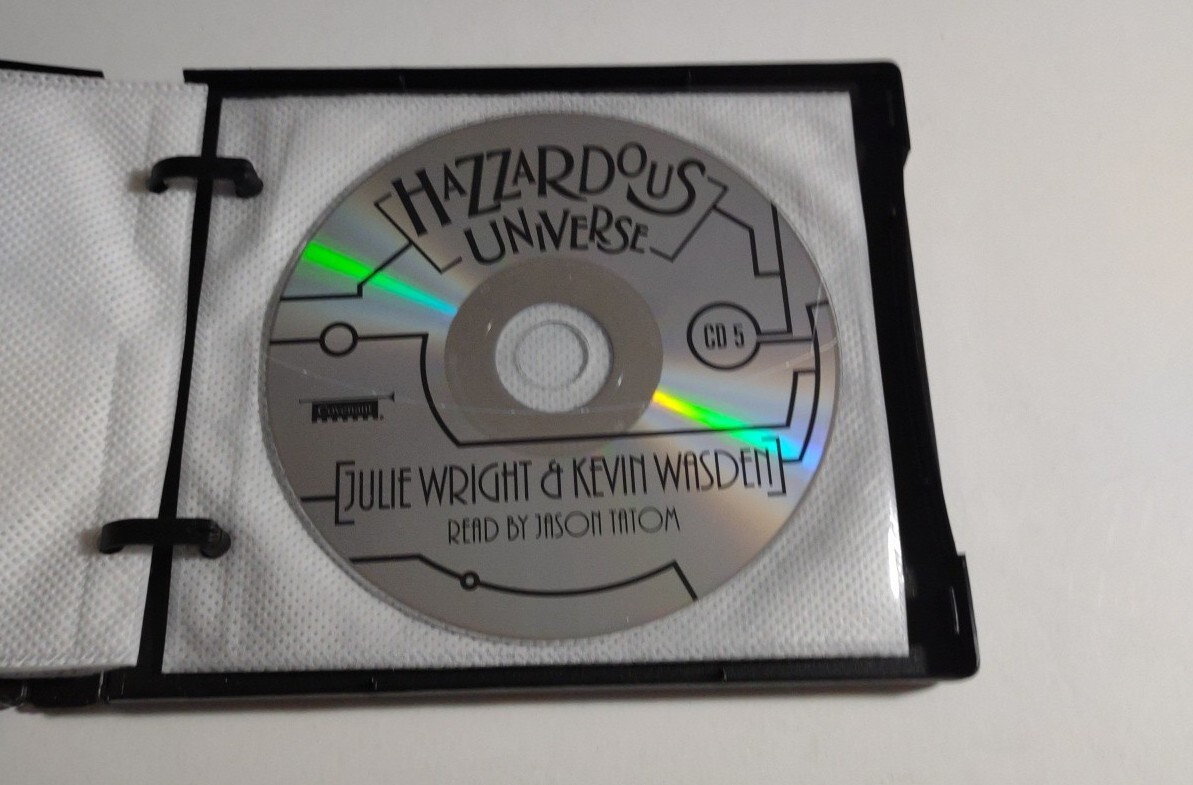 HAZZARDOUS
UNIVERSE
CD 5
Covenant
[JULIE WRIGHT & KEVIN WASDEN]
READ BY JASON TATOM